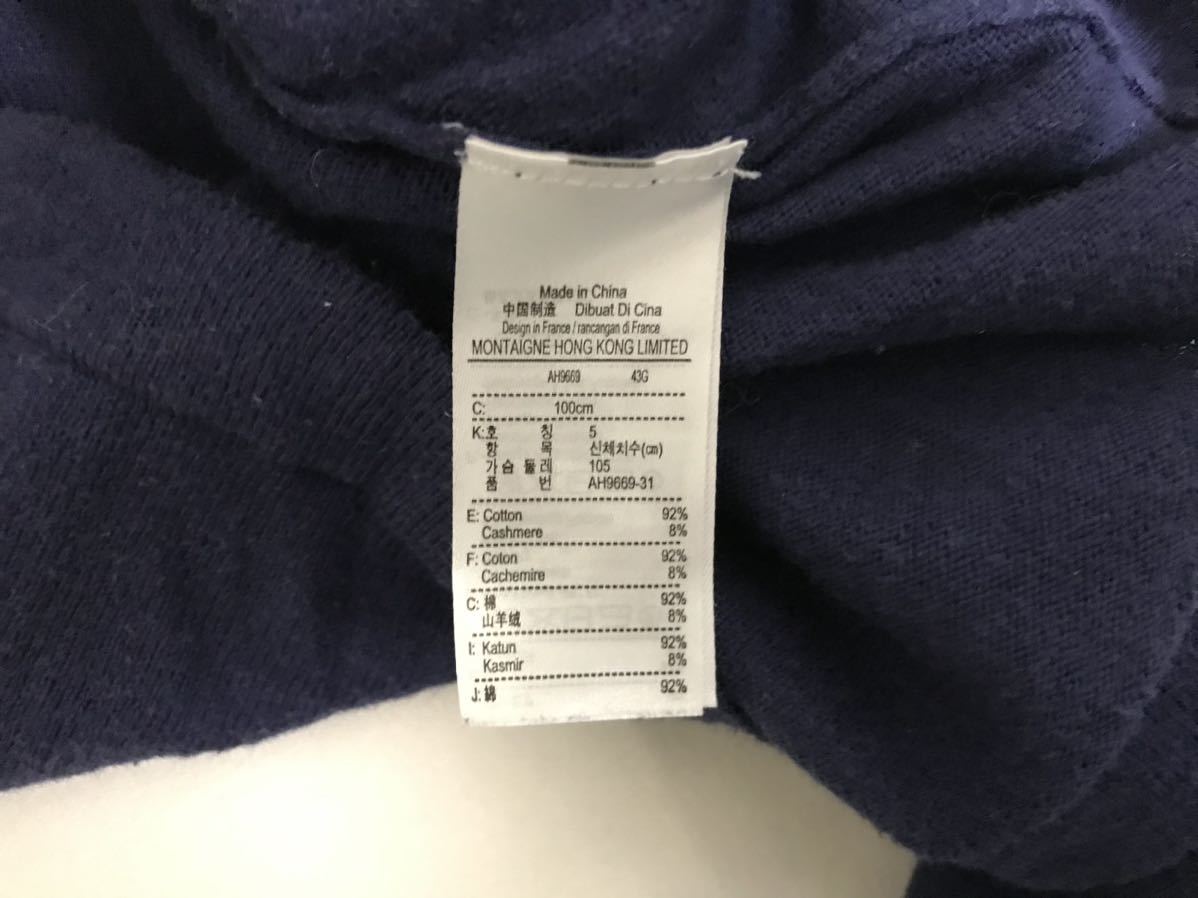 Made in China
中国制造 Dibuat Di Cina
Design in France / rancangan di France
MONTAIGNE HONG KONG LIMITED
AH9669 43G
C: 100cm
K:호 칭 5
항 목 신체치수(㎝)
가슴 둘레 105
품 번 AH9669-31
E: Cotton 92%
Cashmere 8%
F: Coton 92%
Cachemire 8%
C: 棉 92%
山羊绒 8%
I: Katun 92%
Kasmir 8%
J: 綿 92%